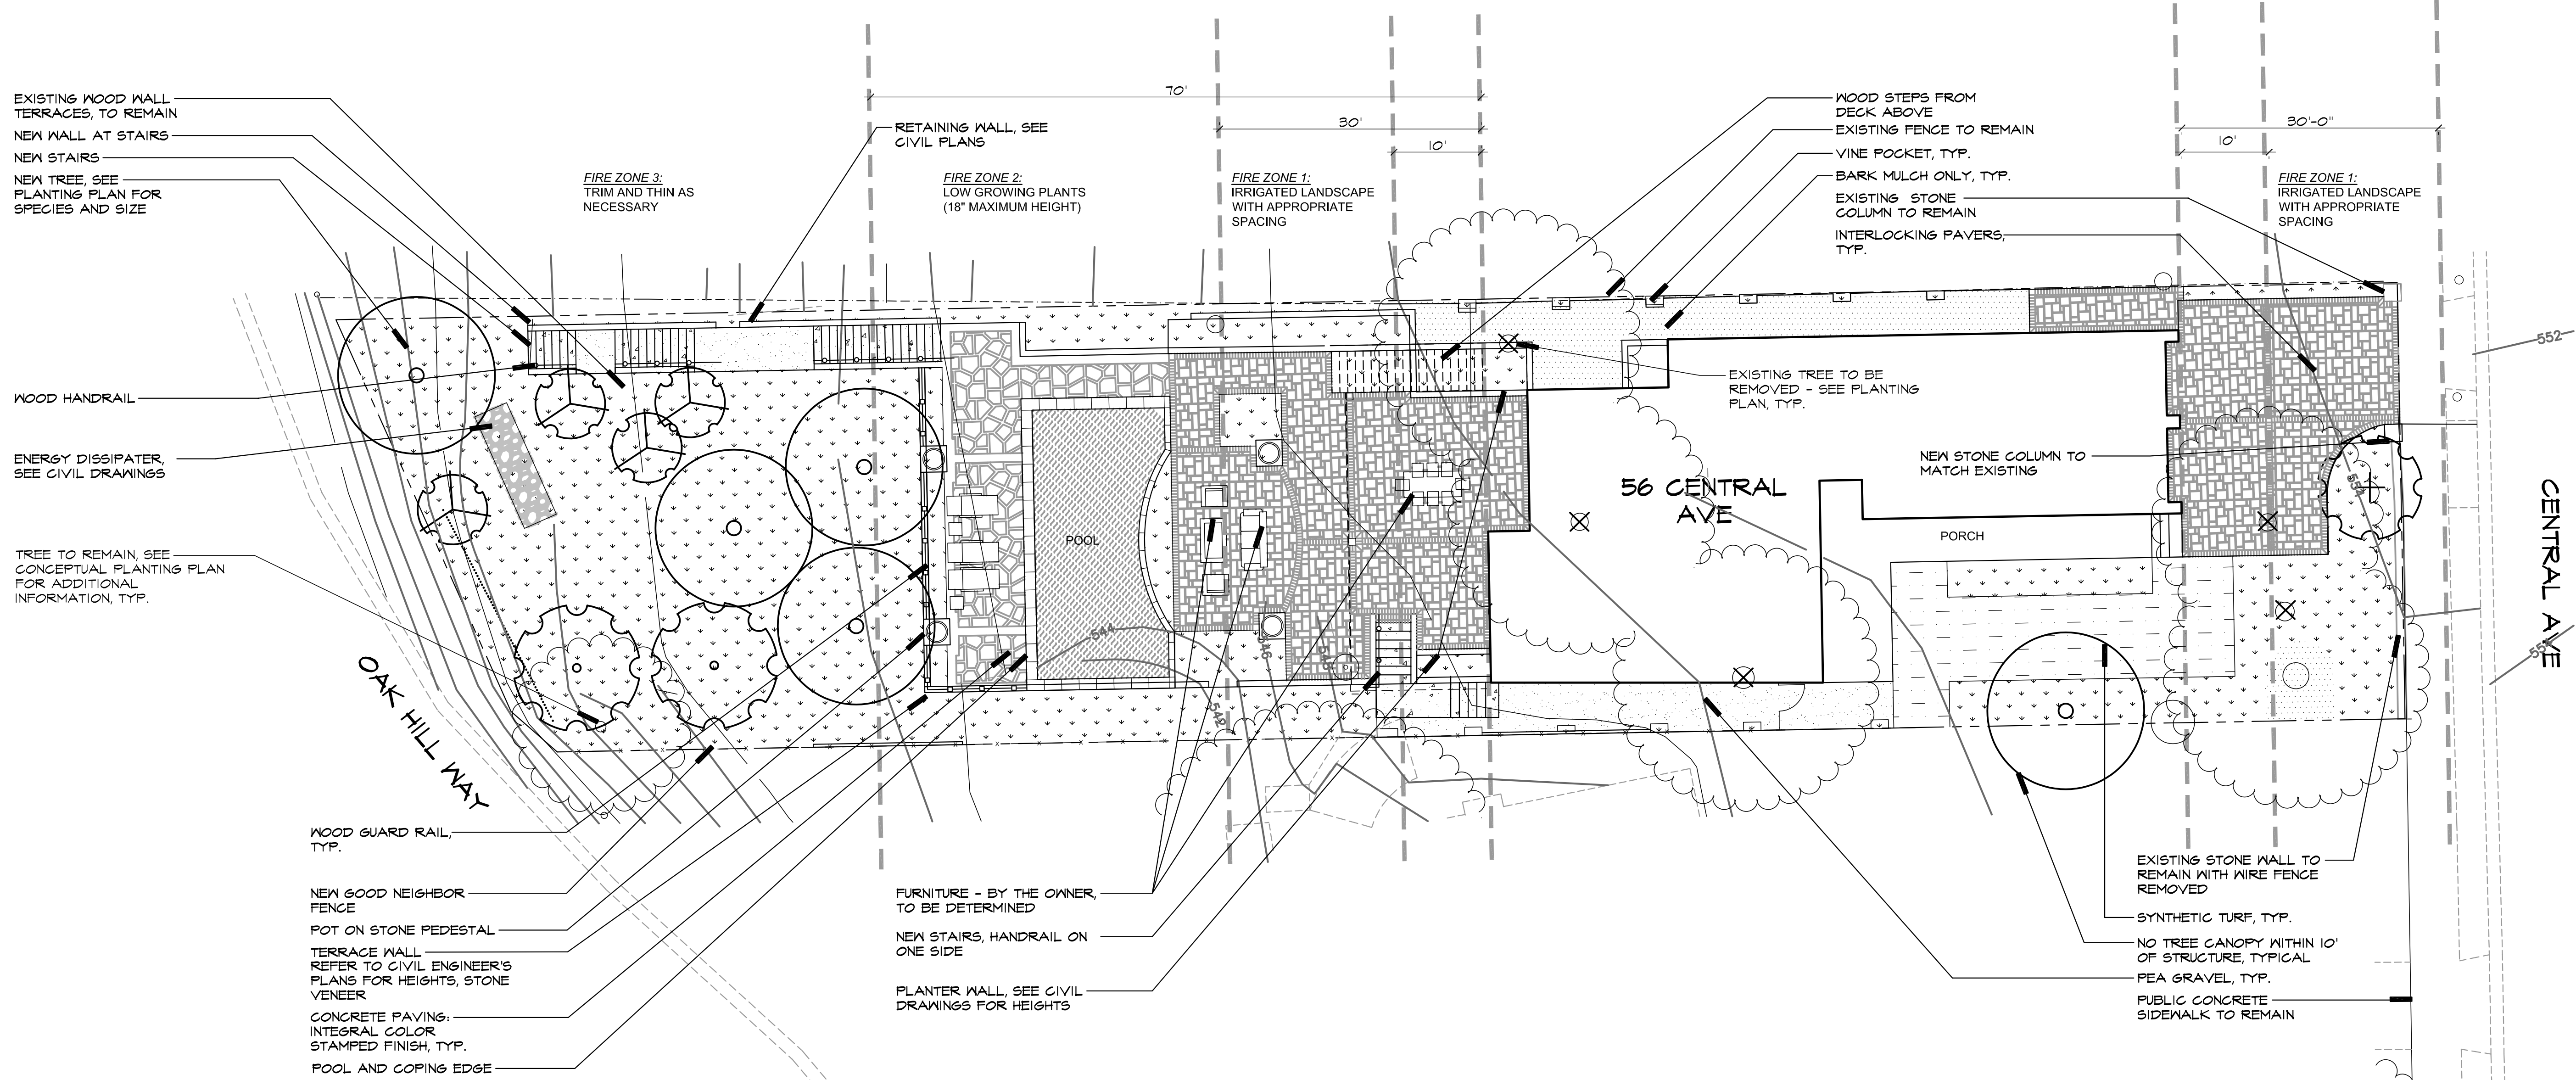 EXISTING WOOD WALL
TERRACES, TO REMAIN
NEW WALL AT STAIRS
NEW STAIRS
NEW TREE, SEE
PLANTING PLAN FOR
SPECIES AND SIZE
WOOD HANDRAIL
ENERGY DISSIPATER,
SEE CIVIL DRAWINGS
TREE TO REMAIN, SEE
CONCEPTUAL PLANTING PLAN
FOR ADDITIONAL
INFORMATION, TYP.
OAK HILL WAY
FIRE ZONE 3:
TRIM AND THIN AS
NECESSARY
70'
30'
10'
RETAINING WALL, SEE
CIVIL PLANS
FIRE ZONE 2:
LOW GROWING PLANTS
(18" MAXIMUM HEIGHT)
FIRE ZONE 1:
IRRIGATED LANDSCAPE
WITH APPROPRIATE
SPACING
WOOD STEPS FROM
DECK ABOVE
EXISTING FENCE TO REMAIN
VINE POCKET, TYP.
BARK MULCH ONLY, TYP.
EXISTING STONE
COLUMN TO REMAIN
INTERLOCKING PAVERS,
TYP.
30'-0"
10'
FIRE ZONE 1:
IRRIGATED LANDSCAPE
WITH APPROPRIATE
SPACING
552
EXISTING TREE TO BE
REMOVED - SEE PLANTING
PLAN, TYP.
NEW STONE COLUMN TO
MATCH EXISTING
56 CENTRAL
AVE
PORCH
POOL
544
546
548
549
551
CENTRAL AVE
WOOD GUARD RAIL,
TYP.
NEW GOOD NEIGHBOR
FENCE
POT ON STONE PEDESTAL
TERRACE WALL
REFER TO CIVIL ENGINEER'S
PLANS FOR HEIGHTS, STONE
VENEER
CONCRETE PAVING:
INTEGRAL COLOR
STAMPED FINISH, TYP.
POOL AND COPING EDGE
FURNITURE - BY THE OWNER,
TO BE DETERMINED
NEW STAIRS, HANDRAIL ON
ONE SIDE
PLANTER WALL, SEE CIVIL
DRAWINGS FOR HEIGHTS
EXISTING STONE WALL TO
REMAIN WITH WIRE FENCE
REMOVED
SYNTHETIC TURF, TYP.
NO TREE CANOPY WITHIN 10'
OF STRUCTURE, TYPICAL
PEA GRAVEL, TYP.
PUBLIC CONCRETE
SIDEWALK TO REMAIN